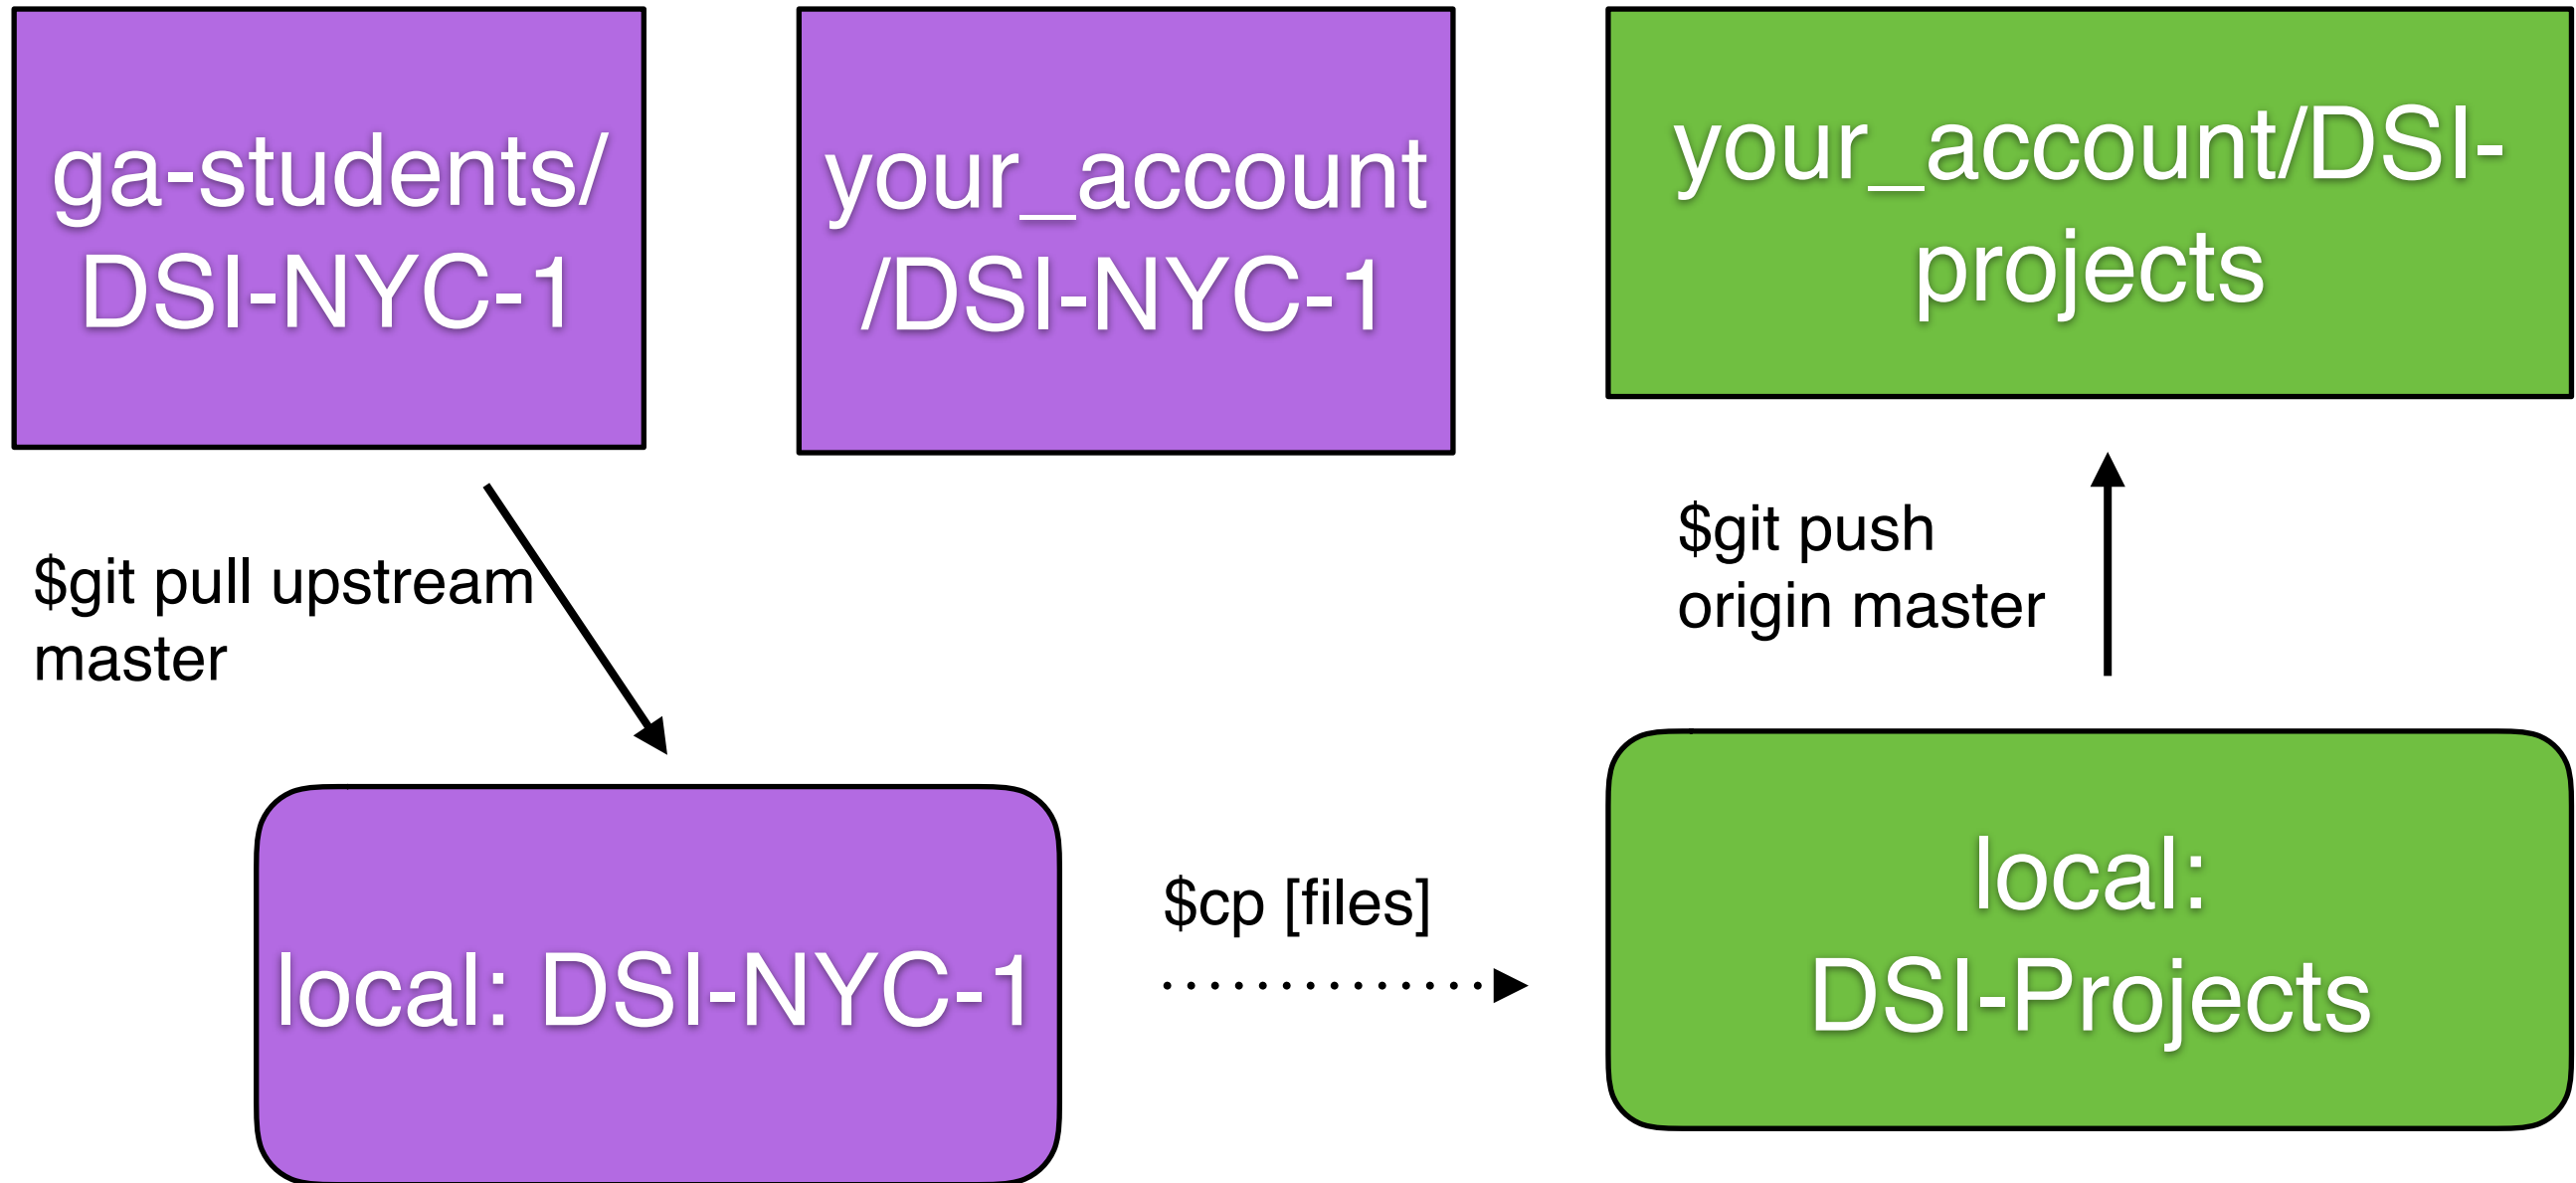 ga-students/
DSI-NYC-1
your_account
/DSI-NYC-1
your_account/DSI-
projects
$git pull upstream
master
$git push
origin master
local: DSI-NYC-1
$cp [files]
local:
DSI-Projects